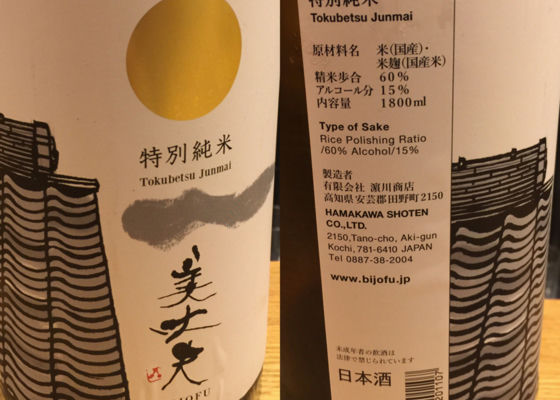 特別純米
Tokubetsu Junmai
美丈夫
BIJOFU
特別純米
Tokubetsu Junmai
原材料名 米(国産)・
米麹(国産米)
精米歩合 60%
アルコール分 15%
内容量 1800ml
Type of Sake
Rice Polishing Ratio
/60% Alcohol/15%
製造者
有限会社 濵川商店
高知県安芸郡田野町2150
HAMAKAWA SHOTEN
CO.,LTD.
2150,Tano-cho, Aki-gun
Kochi,781-6410 JAPAN
Tel 0887-38-2004
www.bijofu.jp
未成年者の飲酒は
法律で禁じられています
日本酒
201107